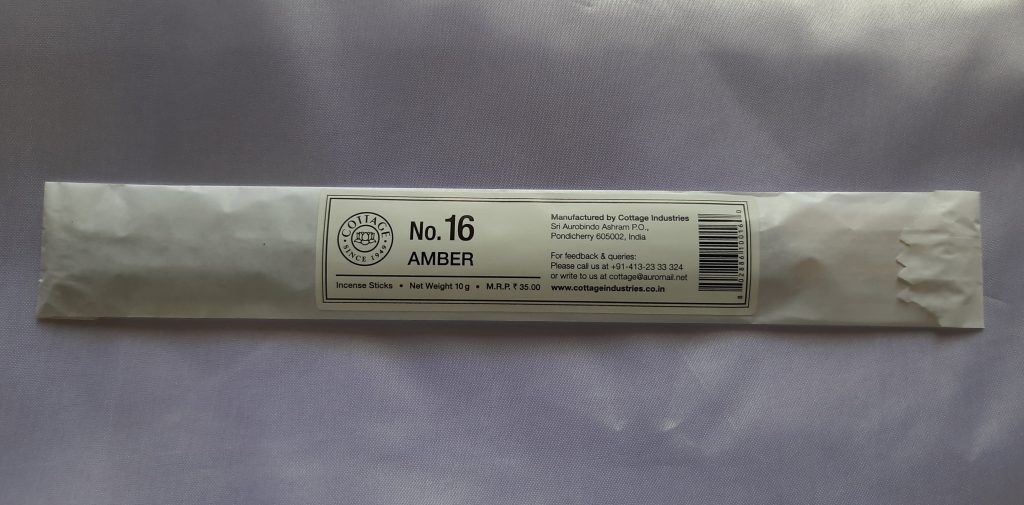 COTTAGE
• SINCE 1949 •
No. 16
AMBER
Incense Sticks • Net Weight 10 g • M.R.P. ₹ 35.00
Manufactured by Cottage Industries
Sri Aurobindo Ashram P.O.,
Pondicherry 605002, India
For feedback & queries:
Please call us at +91-413-23 33 324
or write to us at cottage@auromail.net
www.cottageindustries.co.in